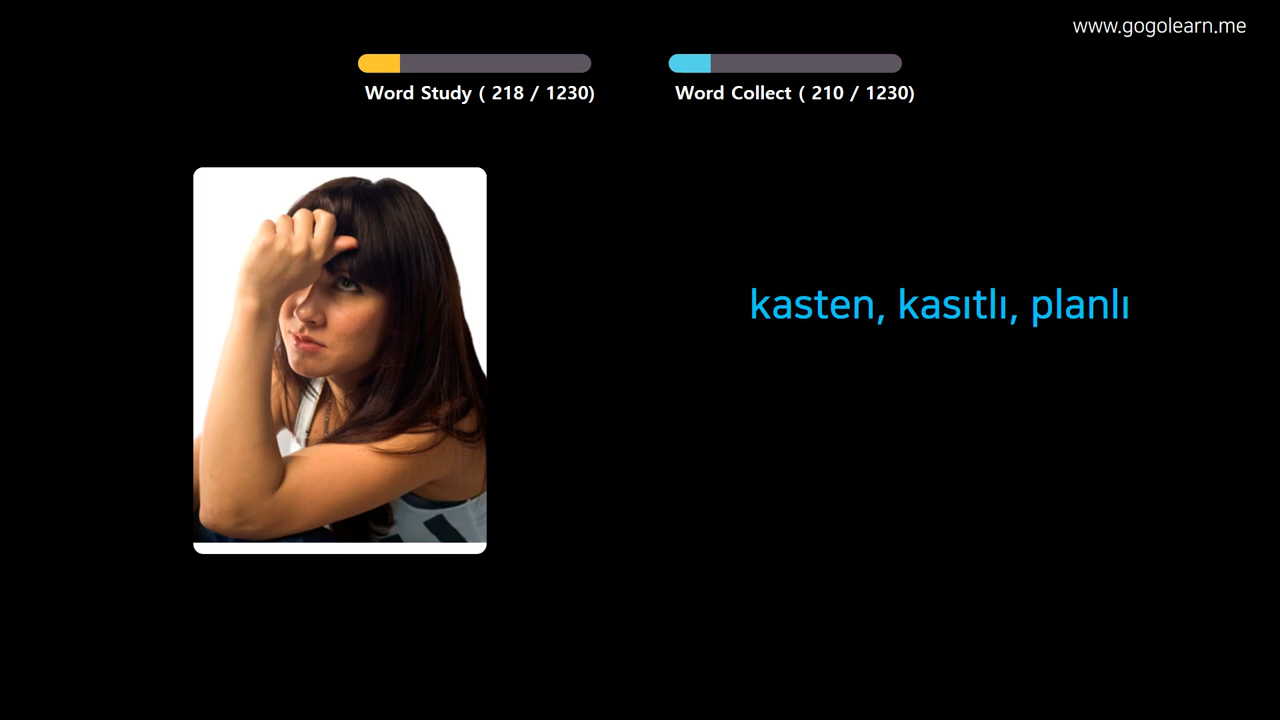 www.gogolearn.me
Word Study ( 218 / 1230)
Word Collect ( 210 / 1230)
kasten, kasıtlı, planlı